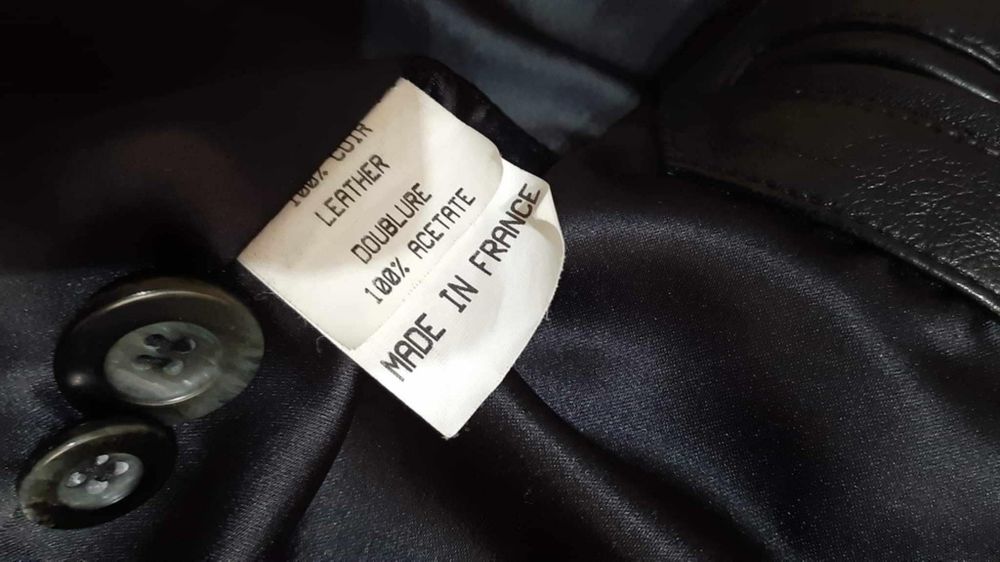 100% CUIR
LEATHER
DOUBLURE
100% ACETATE
MADE IN FRANCE